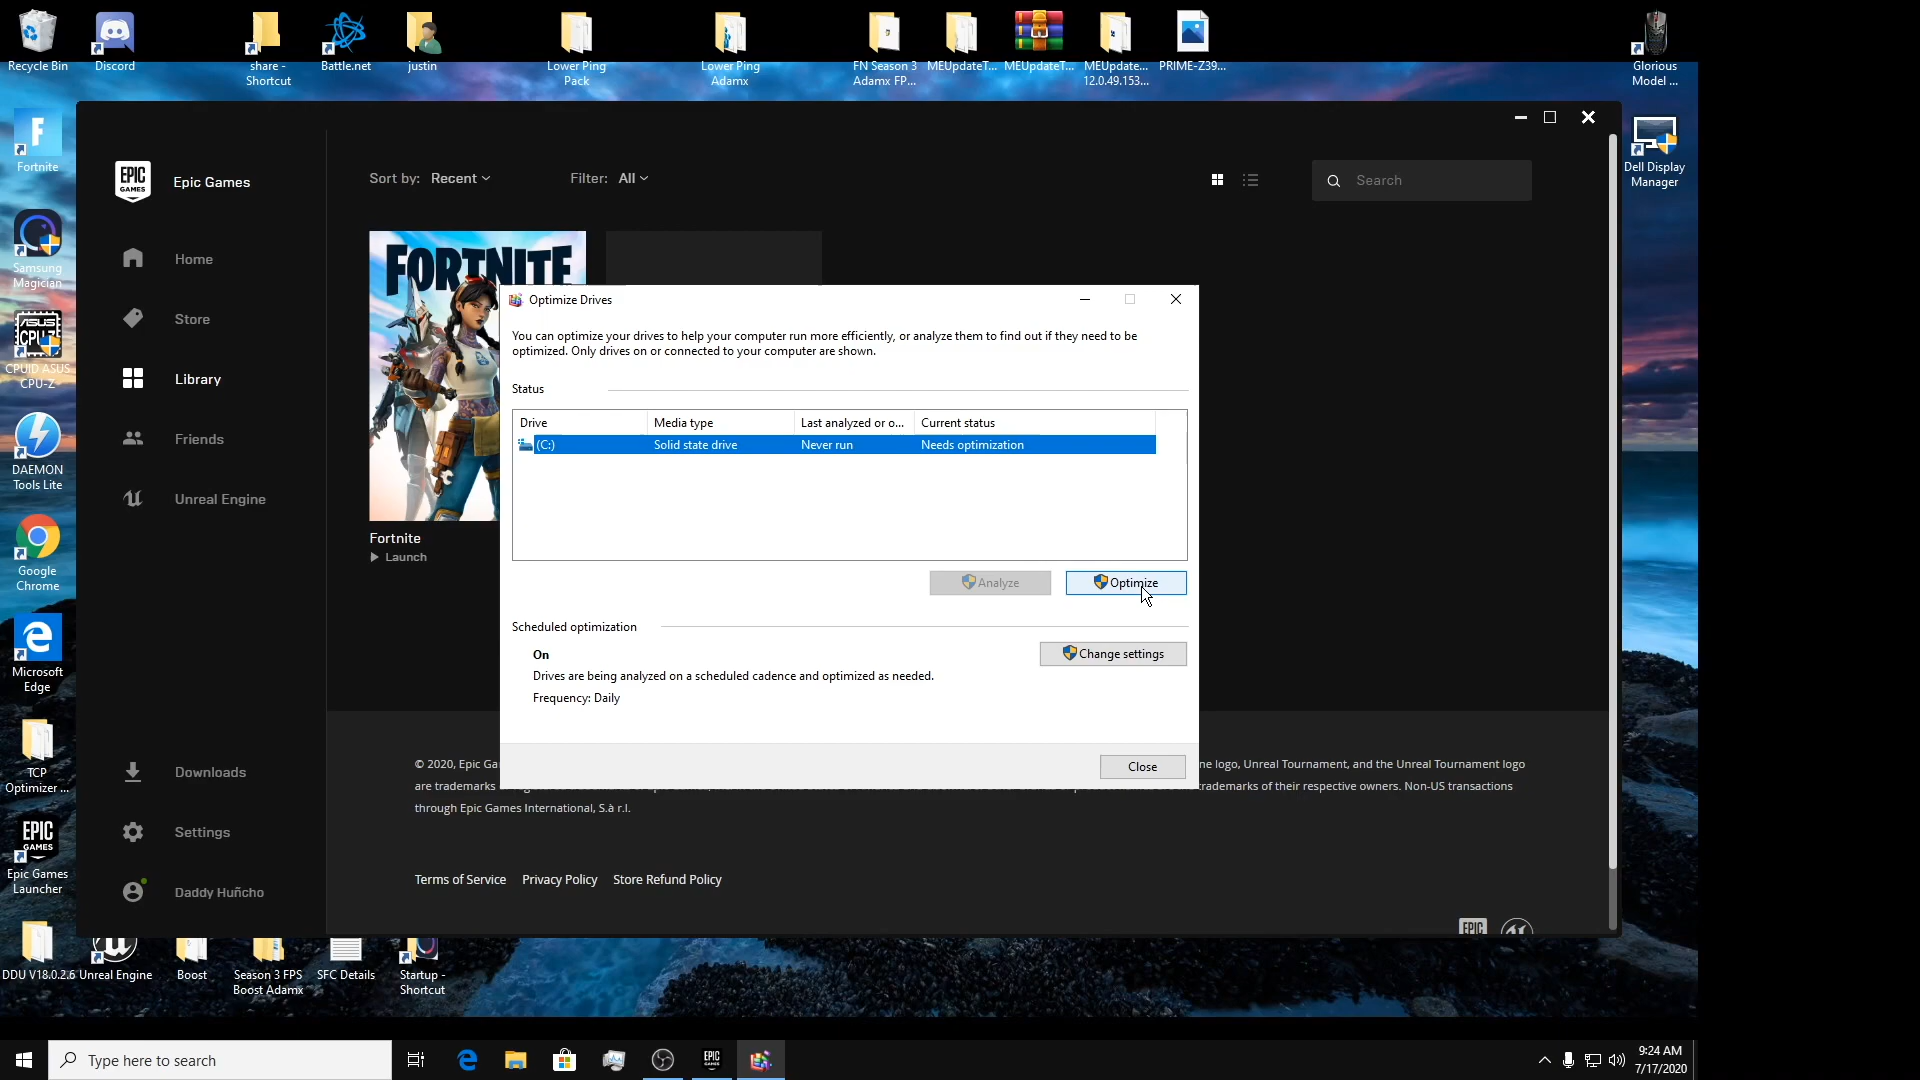 Recycle Bin
Discord
share -
Shortcut
Battle.net
justin
Lower Ping
Pack
Lower Ping
Adamx
FN Season 3
Adamx FP...
MEUpdateT...
MEUpdateT...
MEUpdate...
12.0.49.153...
PRIME-Z39...
Glorious
Model ...
Fortnite
Samsung
Magician
ASUS
CPU-Z
CPUID ASUS
CPU-Z
DAEMON
Tools Lite
Google
Chrome
Microsoft
Edge
TCP
Optimizer ...
EPIC
GAMES
Epic Games
Launcher
DDU V18.0.2.6
Unreal Engine
Boost
Season 3 FPS
Boost Adamx
SFC Details
Startup -
Shortcut
Dell Display
Manager
EPIC
GAMES
Epic Games
Home
Store
Library
Friends
Unreal Engine
Downloads
Settings
Daddy Huñcho
Sort by: Recent
Filter: All
Search
FORTNITE
Fortnite
Launch
Optimize Drives
You can optimize your drives to help your computer run more efficiently, or analyze them to find out if they need to be
optimized. Only drives on or connected to your computer are shown.
Status
Drive Media type Last analyzed or o... Current status
(C:) Solid state drive Never run Needs optimization
Analyze
Optimize
Scheduled optimization
On
Change settings
Drives are being analyzed on a scheduled cadence and optimized as needed.
Frequency: Daily
Close
© 2020, Epic Ga
ne logo, Unreal Tournament, and the Unreal Tournament logo
are trademarks
rademarks of their respective owners. Non-US transactions
through Epic Games International, S.à r.l.
Terms of Service Privacy Policy Store Refund Policy
EPIC
Type here to search
EPIC
GAMES
9:24 AM
7/17/2020